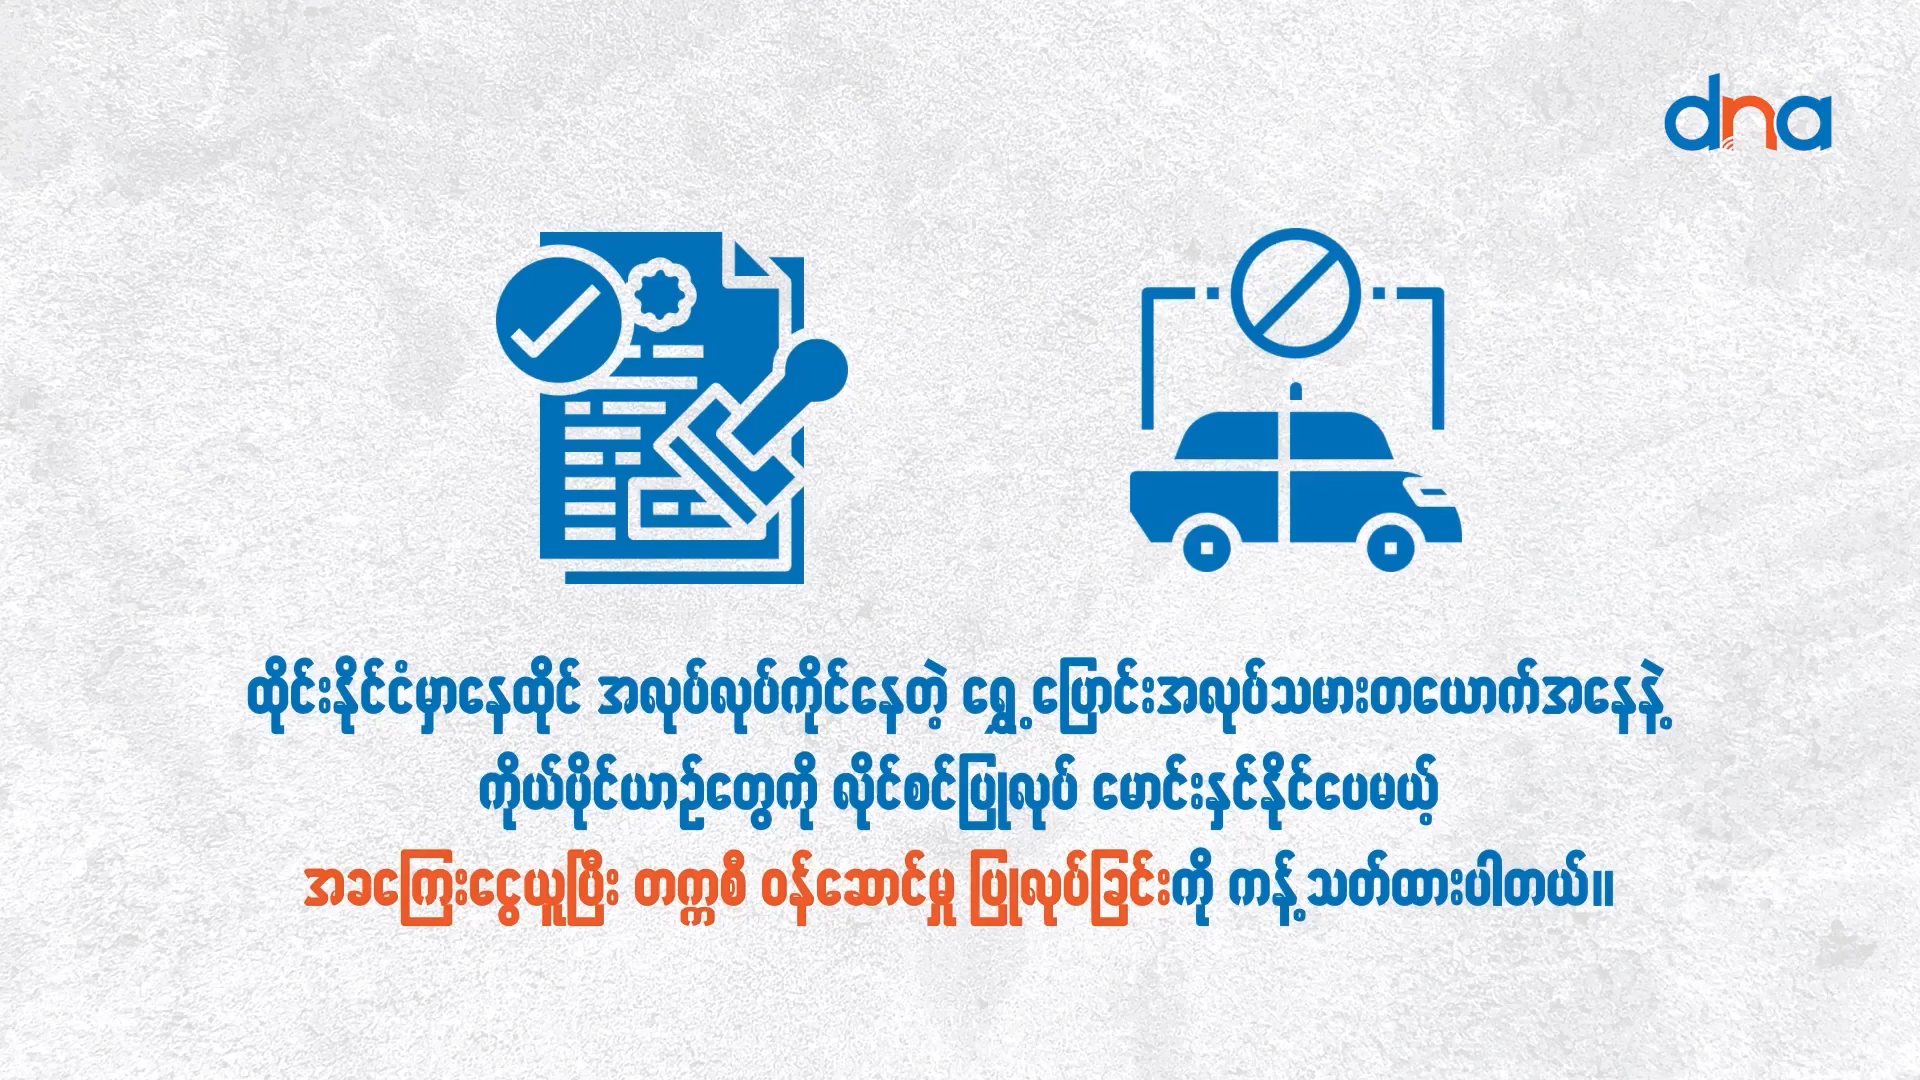 dna
ထိုင်းနိုင်ငံမှာနေထိုင် အလုပ်လုပ်ကိုင်နေတဲ့ ရွှေ့ပြောင်းအလုပ်သမားတယောက်အနေနဲ့
ကိုယ်ပိုင်ယာဉ်တွေကို လိုင်စင်ပြုလုပ် မောင်းနှင်နိုင်ပေမယ့်
အခကြေးငွေယူပြီး တက္ကစီ ဝန်ဆောင်မှု ပြုလုပ်ခြင်းကို ကန့်သတ်ထားပါတယ်။